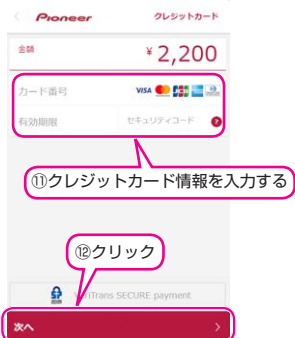 Pioneer クレジットカード
金額 ¥ 2,200
カード番号 VISA
有効期限 セキュリティコード ?
⑪クレジットカード情報を入力する
⑫クリック
Trans SECURE payment
次へ